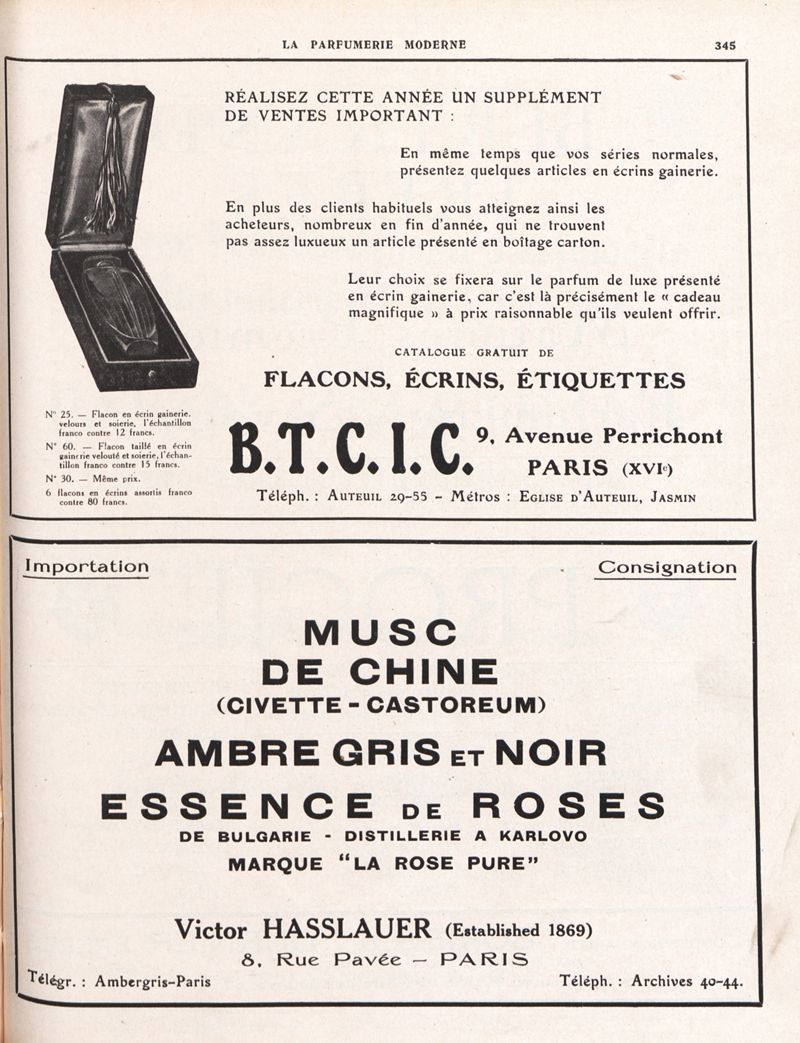 LA PARFUMERIE MODERNE 345
RÉALISEZ CETTE ANNÉE UN SUPPLÉMENT
DE VENTES IMPORTANT :
En même temps que vos séries normales,
présentez quelques articles en écrins gainerie.
En plus des clients habituels vous atteignez ainsi les
acheteurs, nombreux en fin d'année, qui ne trouvent
pas assez luxueux un article présenté en boîtage carton.
Leur choix se fixera sur le parfum de luxe présenté
en écrin gainerie, car c'est là précisément le « cadeau
magnifique » à prix raisonnable qu'ils veulent offrir.
CATALOGUE GRATUIT DE
FLACONS, ÉCRINS, ÉTIQUETTES
N° 25. — Flacon en écrin gainerie.
velours et soierie, l'échantillon
franco contre 12 francs.
N° 60. — Flacon taillé en écrin
gainerie velouté et soierie, l'échan-
tillon franco contre 15 francs.
N° 30. — Même prix.
6 flacons en écrins assortis franco
contre 80 francs.
B.T.C.I.C. 9, Avenue Perrichont
PARIS (XVIe)
Téléph. : AUTEUIL 29-55 - Métros : EGLISE D'AUTEUIL, JASMIN
Importation Consignation
MUSC
DE CHINE
(CIVETTE - CASTOREUM)
AMBRE GRIS ET NOIR
ESSENCE DE ROSES
DE BULGARIE - DISTILLERIE A KARLOVO
MARQUE "LA ROSE PURE"
Victor HASSLAUER (Established 1869)
8, Rue Pavée — PARIS
Télégr. : Ambergris-Paris Téléph. : Archives 40-44.